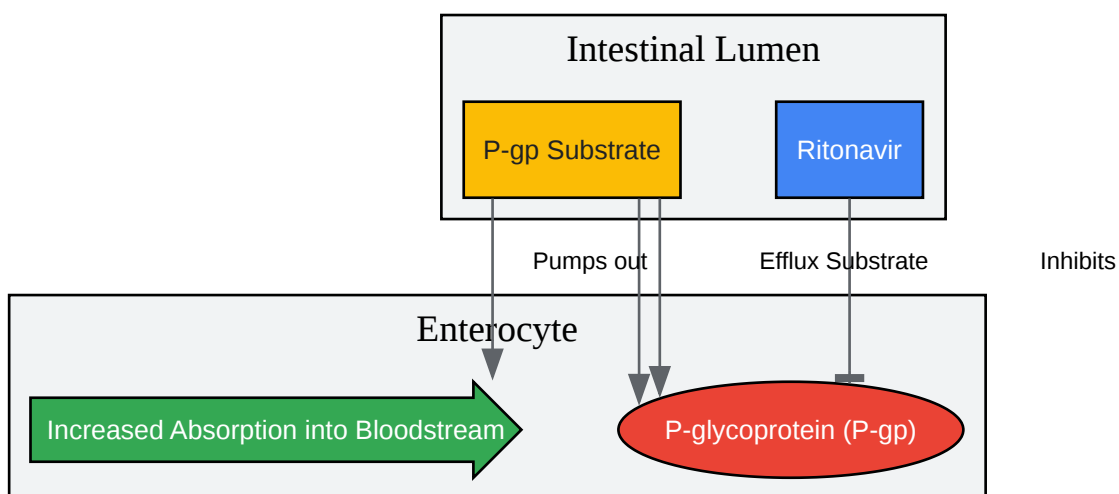 Intestinal Lumen
P-gp Substrate
Ritonavir
Pumps out
Efflux Substrate
Inhibits
Enterocyte
Increased Absorption into Bloodstream
P-glycoprotein (P-gp)